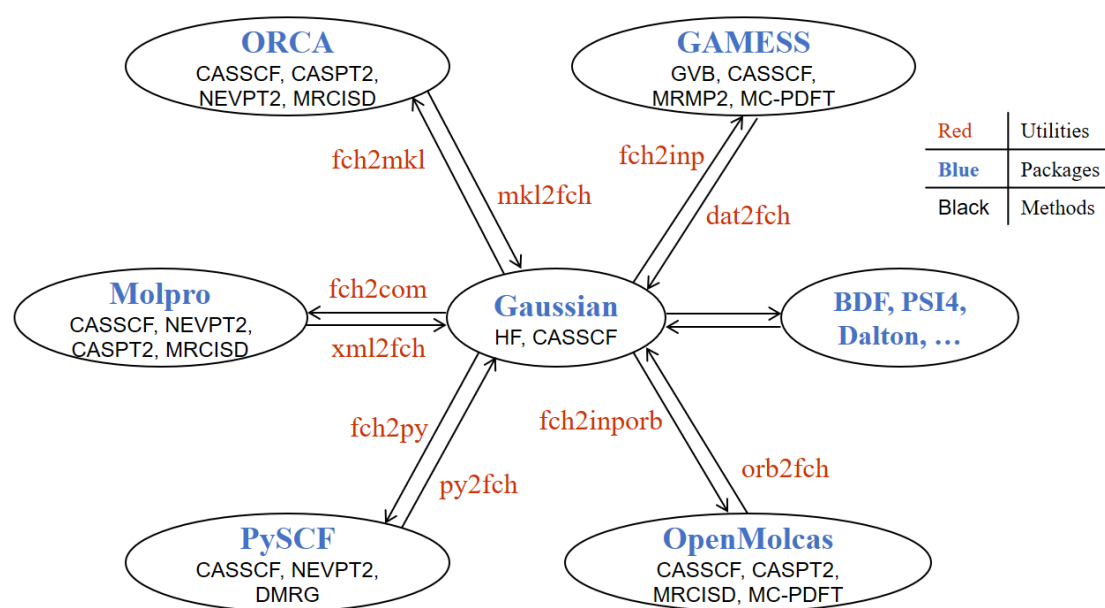 ORCA
CASSCF, CASPT2,
NEVPT2, MRCISD
GAMESS
GVB, CASSCF,
MRMP2, MC-PDFT
Red Utilities
Blue Packages
Black Methods
fch2mkl
mkl2fch
fch2inp
dat2fch
Molpro
CASSCF, NEVPT2,
CASPT2, MRCISD
fch2com
xml2fch
Gaussian
HF, CASSCF
BDF, PSI4,
Dalton, …
fch2py
py2fch
fch2inporb
orb2fch
PySCF
CASSCF, NEVPT2,
DMRG
OpenMolcas
CASSCF, CASPT2,
MRCISD, MC-PDFT